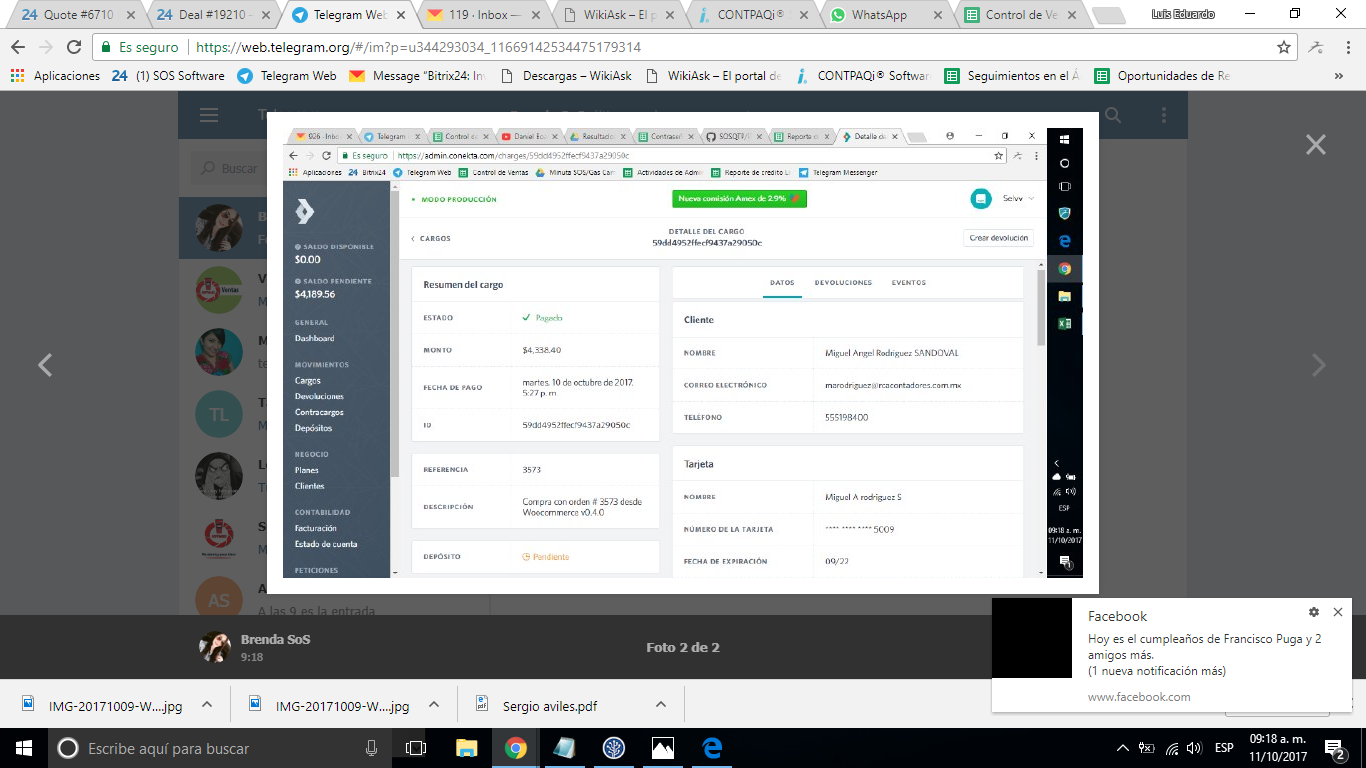 24 Quote #6710
24 Deal #19210 -
Telegram Web
119 · Inbox —
WikiAsk – El p
CONTPAQi®
WhatsApp
Control de Ve
Luis Eduardo
Es seguro
https://web.telegram.org/#/im?p=u344293034_11669142534475179314
Aplicaciones
24 (1) SOS Software
Telegram Web
Message "Bitrix24: In
Descargas – WikiAsk
WikiAsk – El portal de
CONTPAQi® Softwar
Seguimientos en el Á
Oportunidades de Re
»
Buscar
926 · Inbo
Telegram
Control de
Daniel Boa
Resultado
Contraseñ
SOSQTI/
Reporte d
Detalle de
Es seguro
https://admin.conekta.com/charges/59dd4952ffecf9437a29050c
Aplicaciones
24 Bitrix24
Telegram Web
Control de Ventas
Minuta SOS/Gas Car
Actividades de Admi
Reporte de credito L
Telegram Messenger
MODO PRODUCCIÓN
Nueva comisión Amex de 2.9%
Selvv
CARGOS
DETALLE DEL CARGO
59dd4952ffecf9437a29050c
Crear devolución
SALDO DISPONIBLE
$0.00
SALDO PENDIENTE
$4,189.56
GENERAL
Dashboard
MOVIMIENTOS
Cargos
Devoluciones
Contracargos
Depósitos
NEGOCIO
Planes
Clientes
CONTABILIDAD
Facturación
Estado de cuenta
PETICIONES
Resumen del cargo
ESTADO
Pagado
MONTO
$4,338.40
FECHA DE PAGO
martes, 10 de octubre de 2017,
5:27 p. m.
ID
59dd4952ffecf9437a29050c
REFERENCIA
3573
DESCRIPCIÓN
Compra con orden # 3573 desde
Woocommerce v0.4.0
DEPÓSITO
Pendiente
DATOS
DEVOLUCIONES
EVENTOS
Cliente
NOMBRE
Miguel Angel Rodriguez SANDOVAL
CORREO ELECTRÓNICO
marodriguez@rcacontadores.com.mx
TELÉFONO
555198400
Tarjeta
NOMBRE
Miguel A rodriguez S
NÚMERO DE LA TARJETA
**** **** **** 5009
FECHA DE EXPIRACIÓN
09/22
ESP
09:18 a. m.
11/10/2017
TL
AS
A las 9 es la entrada
Brenda SoS
9:18
Foto 2 de 2
Facebook
Hoy es el cumpleaños de Francisco Puga y 2
amigos más.
(1 nueva notificación más)
www.facebook.com
IMG-20171009-W....jpg
IMG-20171009-W....jpg
Sergio aviles.pdf
Escribe aquí para buscar
ESP
09:18 a. m.
11/10/2017
2